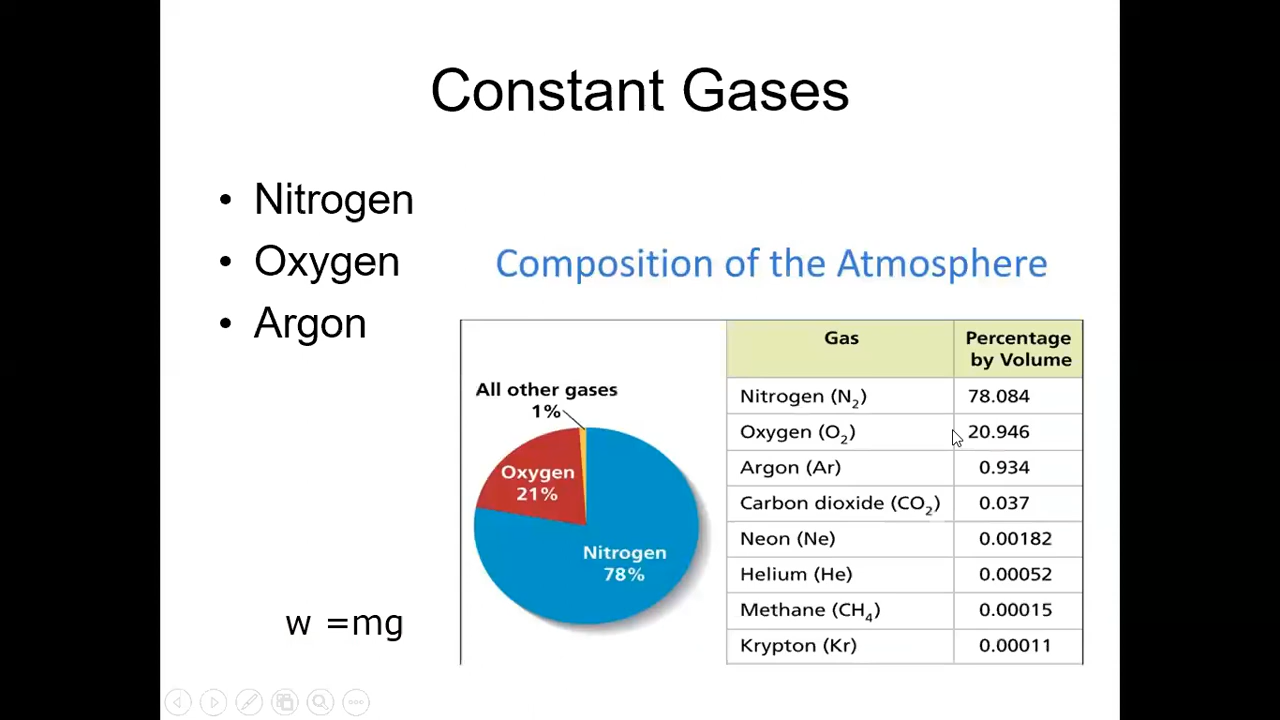 Constant Gases
• Nitrogen
• Oxygen
• Argon
Composition of the Atmosphere
All other gases
1%
Oxygen
21%
Nitrogen
78%
Gas Percentage by Volume
Nitrogen (N₂) 78.084
Oxygen (O₂) 20.946
Argon (Ar) 0.934
Carbon dioxide (CO₂) 0.037
Neon (Ne) 0.00182
Helium (He) 0.00052
Methane (CH₄) 0.00015
Krypton (Kr) 0.00011
w =mg